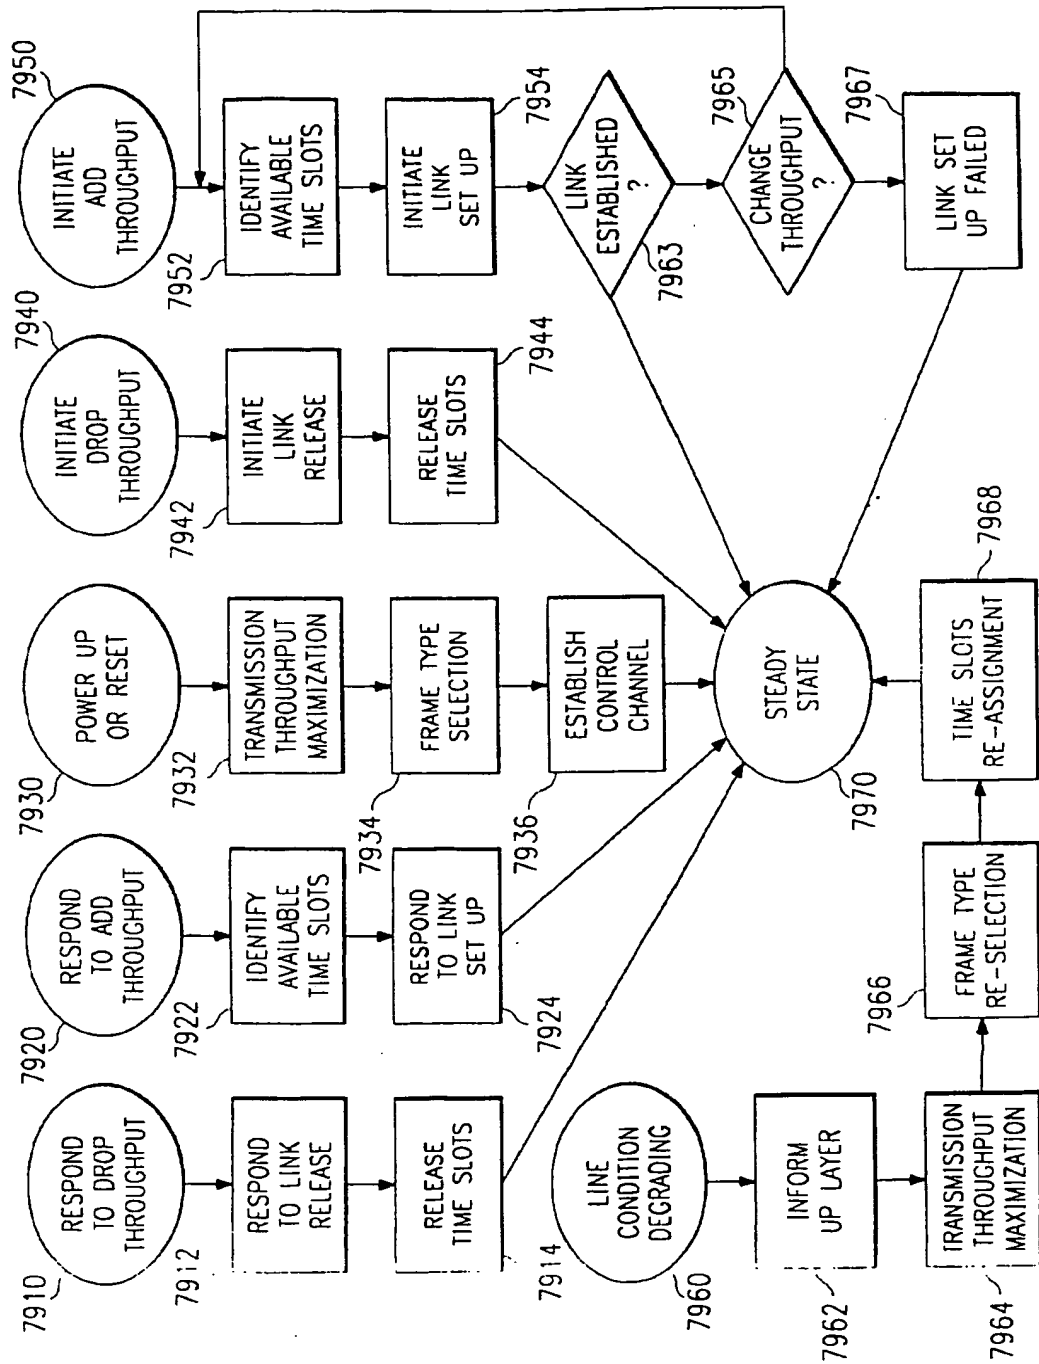 7910
RESPOND
TO DROP
THROUGHPUT
7912
RESPOND
TO LINK
RELEASE
RELEASE
TIME SLOTS
7914
7920
RESPOND
TO ADD
THROUGHPUT
7922
IDENTIFY
AVAILABLE
TIME SLOTS
RESPOND
TO LINK
SET UP
7924
7930
POWER UP
OR RESET
7932
TRANSMISSION
THROUGHPUT
MAXIMIZATION
7934
FRAME TYPE
SELECTION
7936
ESTABLISH
CONTROL
CHANNEL
7940
INITIATE
DROP
THROUGHPUT
7942
INITIATE
LINK
RELEASE
RELEASE
TIME SLOTS
7944
7950
INITIATE
ADD
THROUGHPUT
7952
IDENTIFY
AVAILABLE
TIME SLOTS
INITIATE
LINK
SET UP
7954
LINK
ESTABLISHED
?
7963
CHANGE
THROUGHPUT
?
7965
LINK SET
UP FAILED
7967
7960
LINE
CONDITION
DEGRADING
7962
INFORM
UP LAYER
7964
TRANSMISSION
THROUGHPUT
MAXIMIZATION
7966
FRAME TYPE
RE-SELECTION
TIME SLOTS
RE-ASSIGNMENT
7968
STEADY
STATE
7970